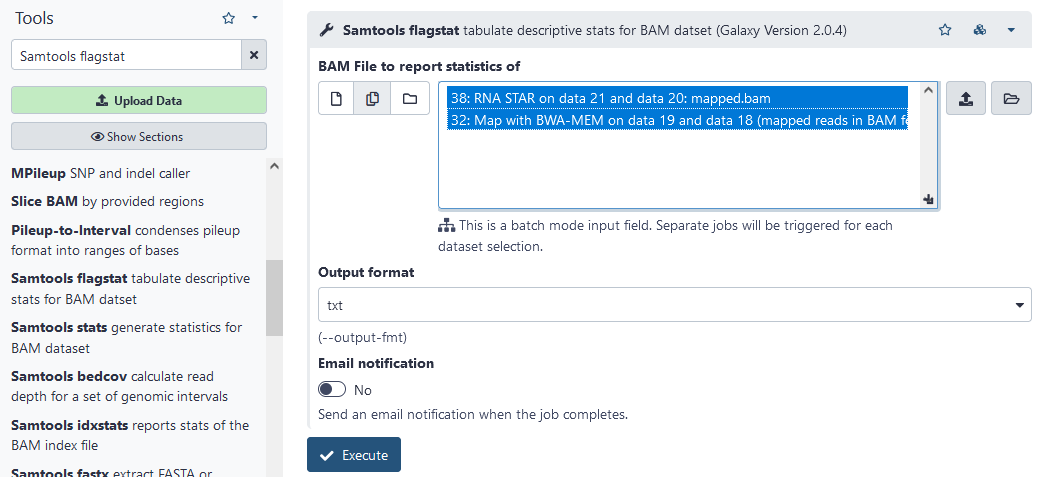 Tools
Samtools flagstat
Upload Data
Show Sections
MPileup SNP and indel caller
Slice BAM by provided regions
Pileup-to-Interval condenses pileup
format into ranges of bases
Samtools flagstat tabulate descriptive
stats for BAM datset
Samtools stats generate statistics for
BAM dataset
Samtools bedcov calculate read
depth for a set of genomic intervals
Samtools idxstats reports stats of the
BAM index file
Samtools fastx extract FASTA or
Samtools flagstat tabulate descriptive stats for BAM datset (Galaxy Version 2.0.4)
BAM File to report statistics of
38: RNA STAR on data 21 and data 20: mapped.bam
32: Map with BWA-MEM on data 19 and data 18 (mapped reads in BAM
This is a batch mode input field. Separate jobs will be triggered for each
dataset selection.
Output format
txt
(--output-fmt)
Email notification
No
Send an email notification when the job completes.
Execute